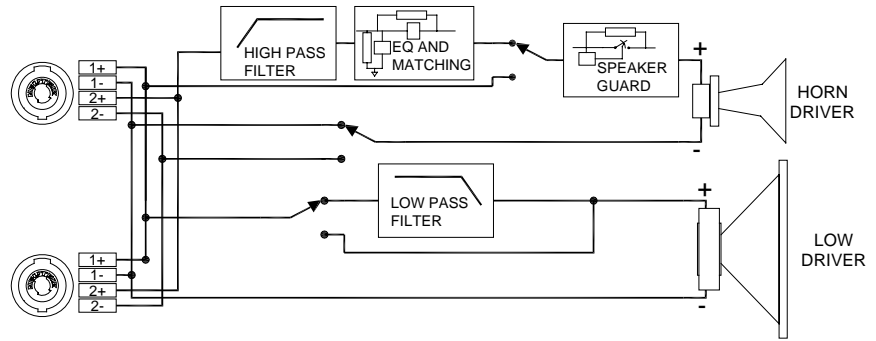 1+
1-
2+
2-
HIGH PASS
FILTER
EQ AND
MATCHING
SPEAKER
GUARD
+
-
HORN
DRIVER
LOW PASS
FILTER
+
-
LOW
DRIVER
1+
1-
2+
2-